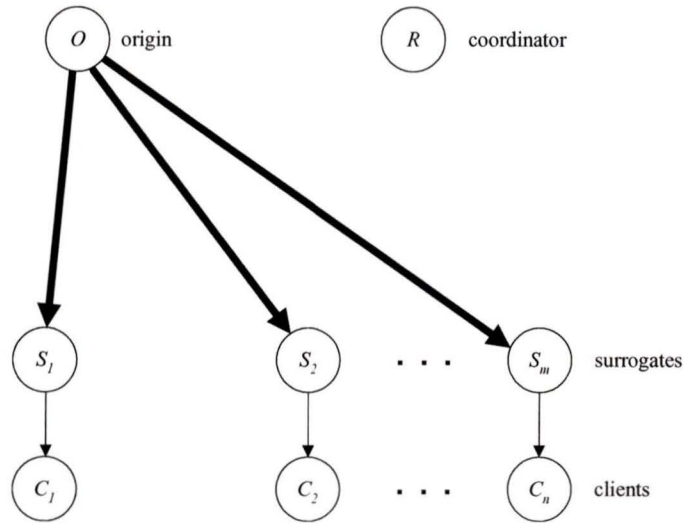 O origin R coordinator
S1 S2 . . . Sm surrogates
C1 C2 . . . Cn clients